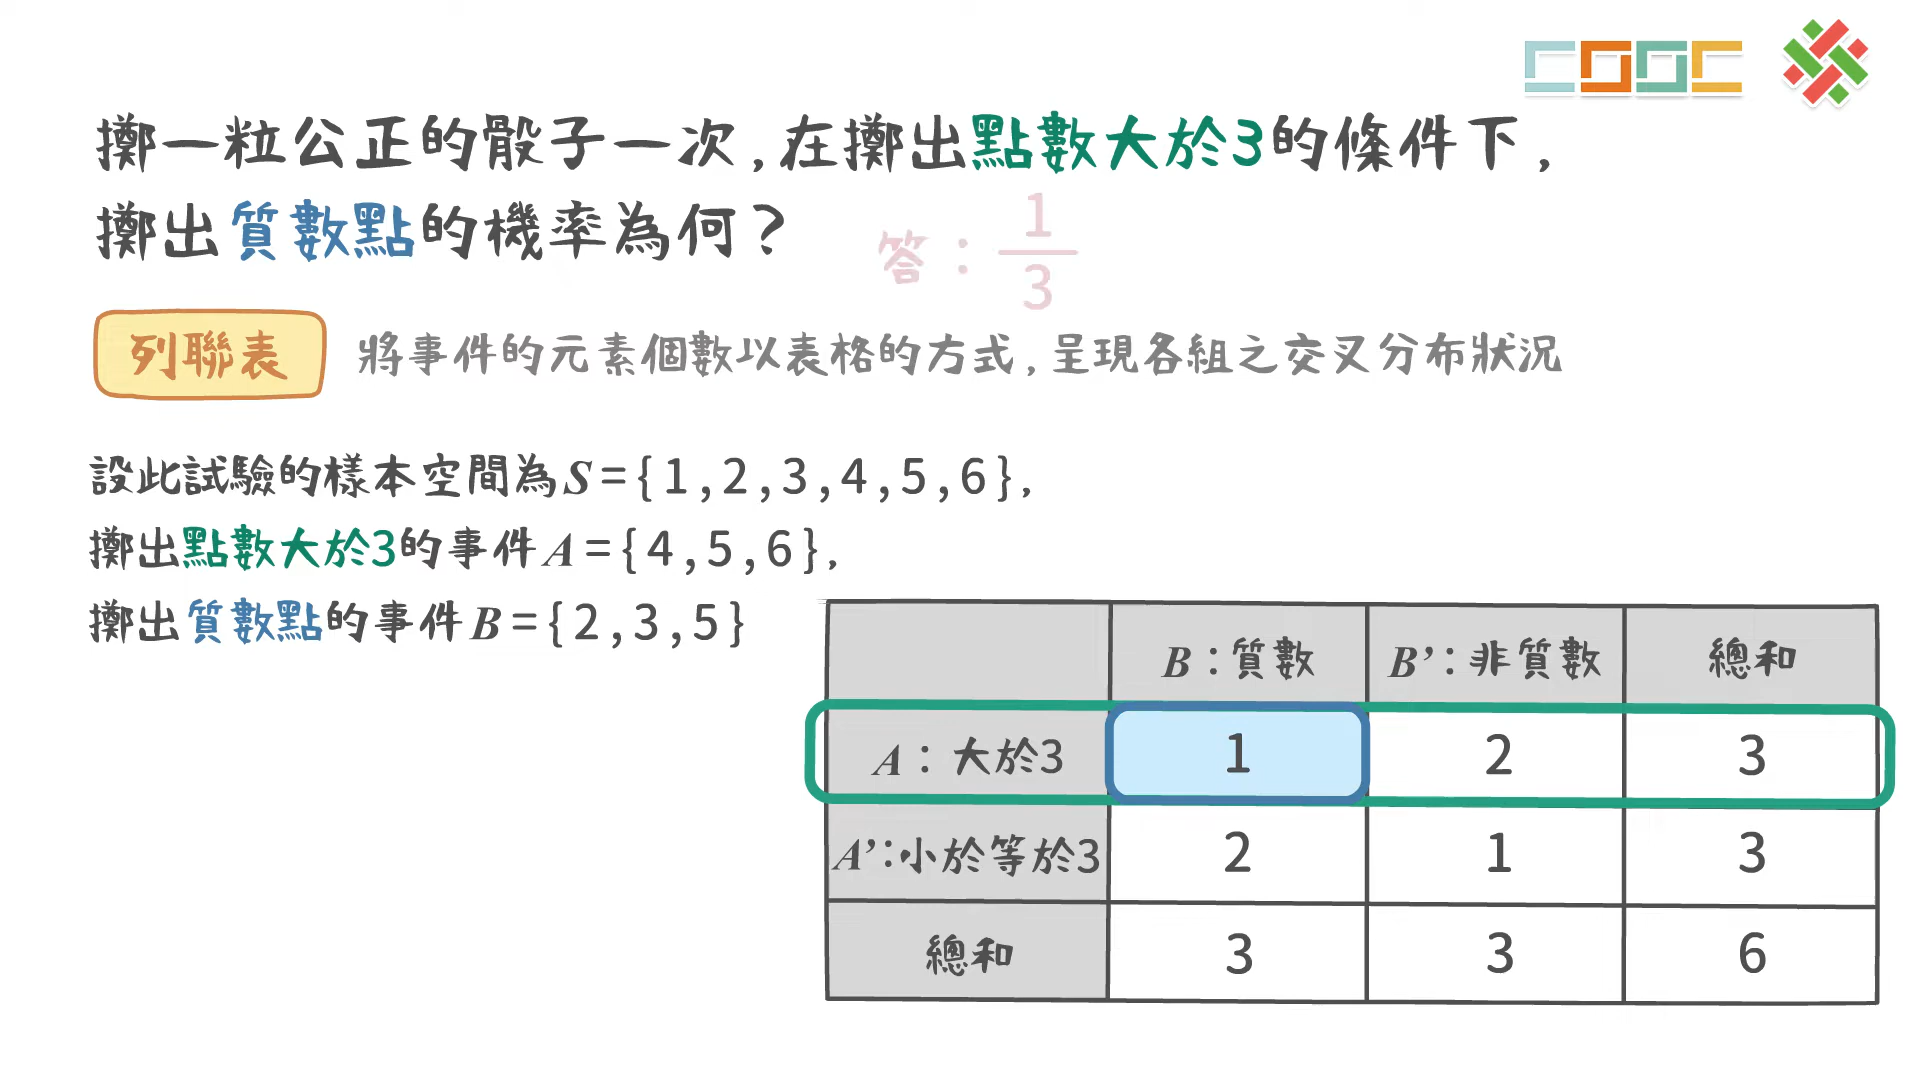 COOC
擲一粒公正的骰子一次,在擲出點數大於3的條件下,
擲出質數點的機率為何?
答:1/3
列聯表 將事件的元素個數以表格的方式,呈現各組之交叉分布狀況
設此試驗的樣本空間為S={1,2,3,4,5,6},
擲出點數大於3的事件A={4,5,6},
擲出質數點的事件B={2,3,5}
B:質數 B’:非質數 總和
A:大於3 1 2 3
A’:小於等於3 2 1 3
總和 3 3 6